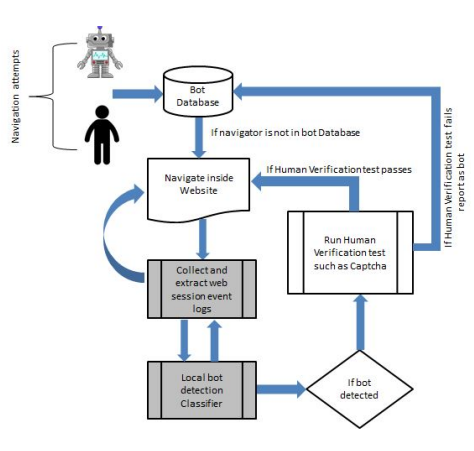 Navigation attempts
Bot
Database
If navigator is not in bot Database
Navigate inside
Website
If Human Verification test passes
If Human Verification test fails
report as bot
Run Human
Verification test
such as Captcha
Collect and
extract web
session event
logs
Local bot
detection
Classifier
If bot
detected